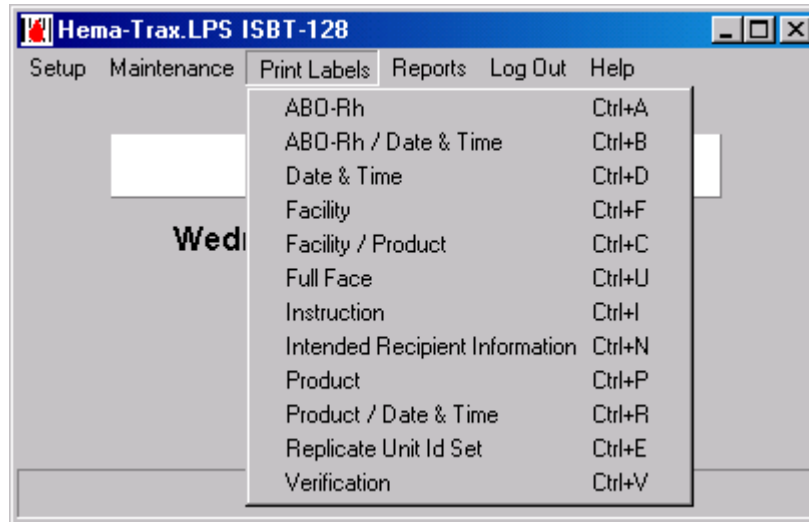 Hema-Trax.LPS ISBT-128
Setup Maintenance Print Labels Reports Log Out Help
ABO-Rh Ctrl+A
ABO-Rh / Date & Time Ctrl+B
Date & Time Ctrl+D
Facility Ctrl+F
Facility / Product Ctrl+C
Full Face Ctrl+U
Instruction Ctrl+I
Intended Recipient Information Ctrl+N
Product Ctrl+P
Product / Date & Time Ctrl+R
Replicate Unit Id Set Ctrl+E
Verification Ctrl+V